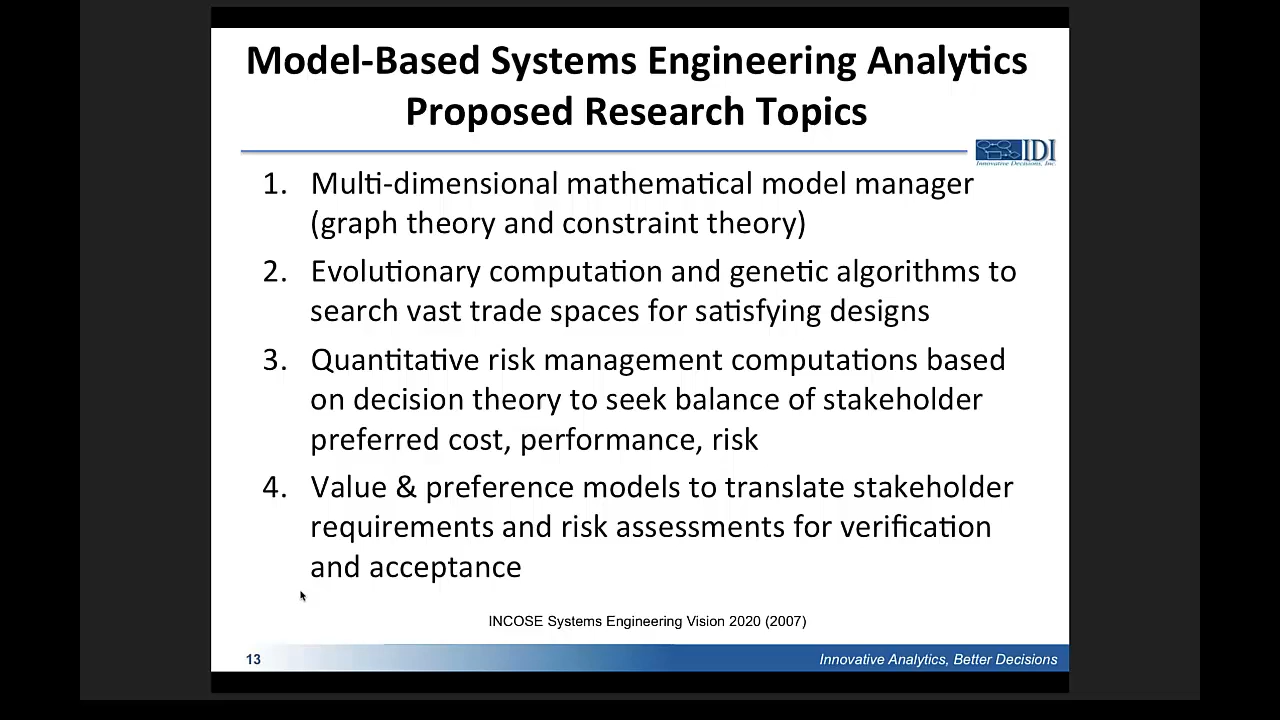 Model-Based Systems Engineering Analytics
Proposed Research Topics
IDI
Innovative Decisions, Inc.
1. Multi-dimensional mathematical model manager
(graph theory and constraint theory)
2. Evolutionary computation and genetic algorithms to
search vast trade spaces for satisfying designs
3. Quantitative risk management computations based
on decision theory to seek balance of stakeholder
preferred cost, performance, risk
4. Value & preference models to translate stakeholder
requirements and risk assessments for verification
and acceptance
INCOSE Systems Engineering Vision 2020 (2007)
13
Innovative Analytics, Better Decisions